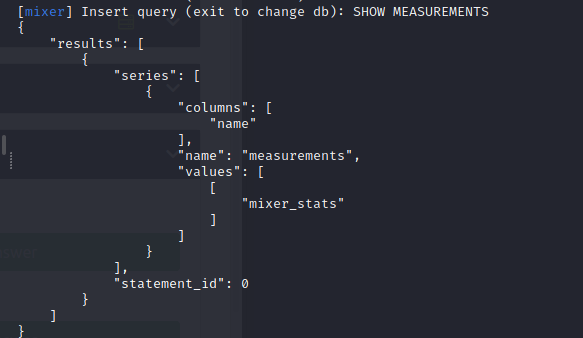 [mixer] Insert query (exit to change db): SHOW MEASUREMENTS
{
    "results": [
        {
            "series": [
                {
                    "columns": [
                        "name"
                    ],
                    "name": "measurements",
                    "values": [
                        [
                            "mixer_stats"
                        ]
                    ]
                }
            ],
            "statement_id": 0
        }
    ]
}